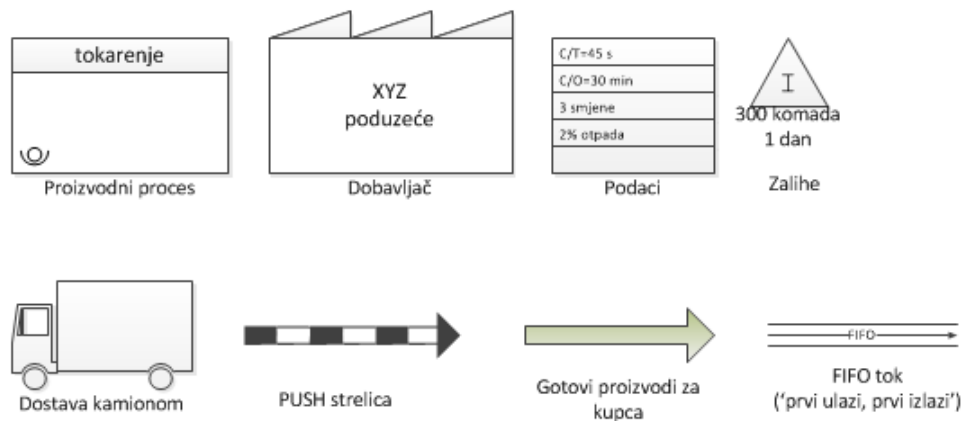 tokarenje
Proizvodni proces
XYZ
poduzeće
Dobavljač
C/T=45 s
C/O=30 min
3 smjene
2% otpada
Podaci
I
300 komada
1 dan
Zalihe
Dostava kamionom
PUSH strelica
Gotovi proizvodi za
kupca
FIFO
FIFO tok
('prvi ulazi, prvi izlazi')